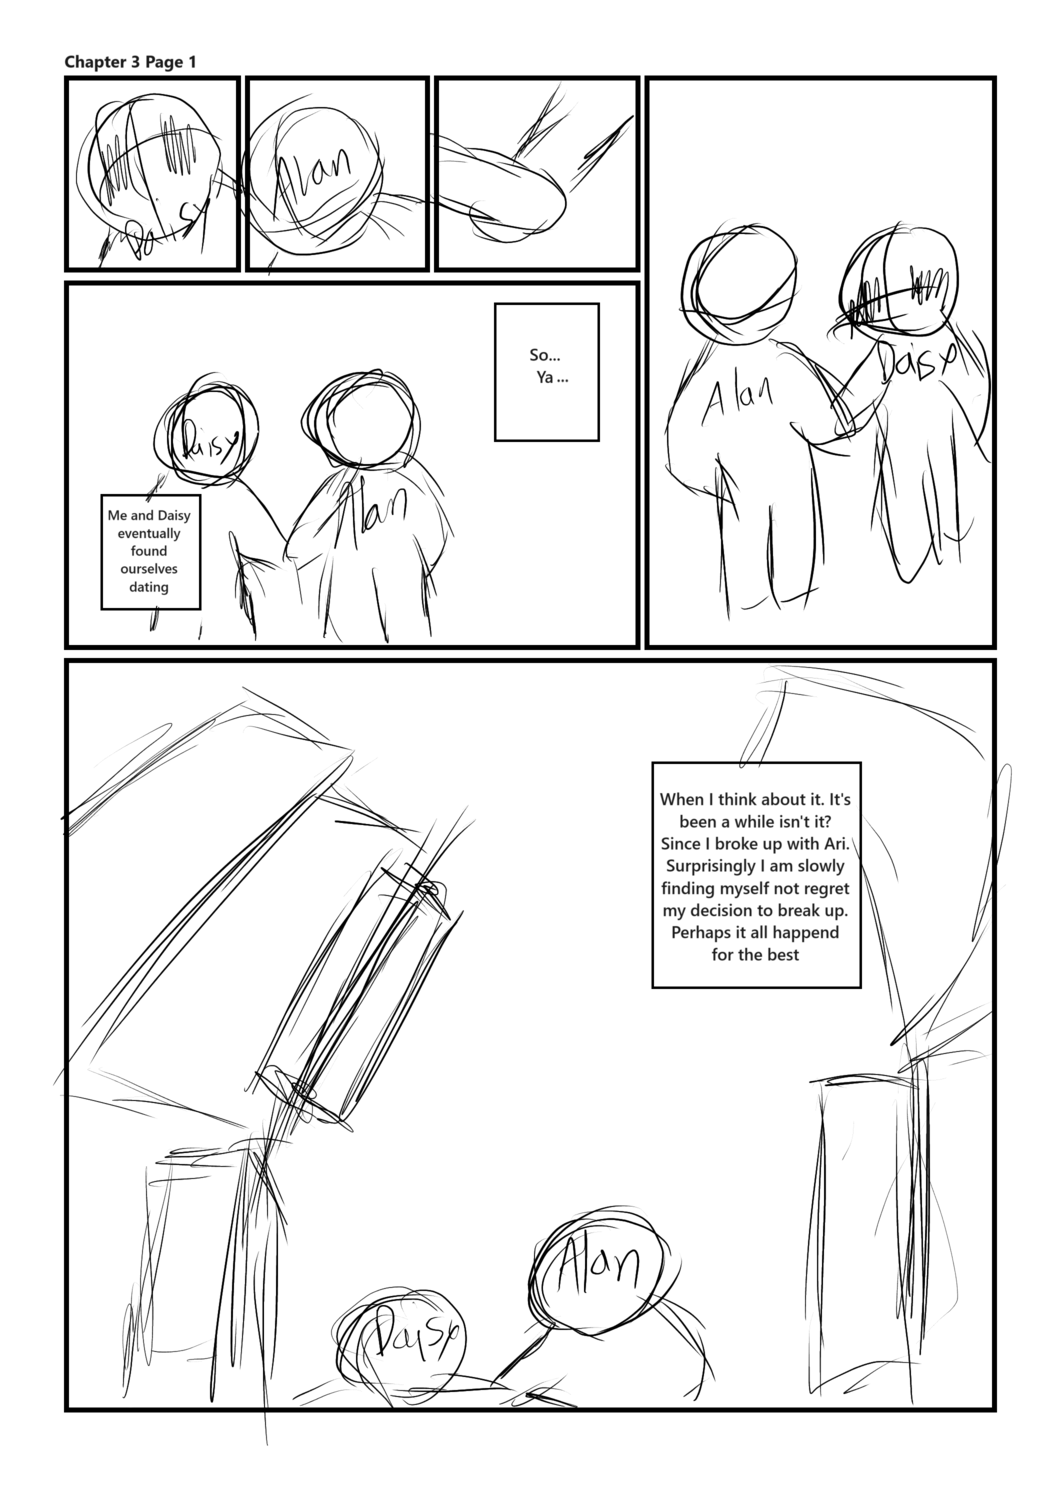 Chapter 3 Page 1
Daisy
Alan
Alan
Daisy
So...
Ya ...
Daisy
Alan
Me and Daisy
eventually
found
ourselves
dating
When I think about it. It's
been a while isn't it?
Since I broke up with Ari.
Surprisingly I am slowly
finding myself not regret
my decision to break up.
Perhaps it all happend
for the best
Alan
Daisy